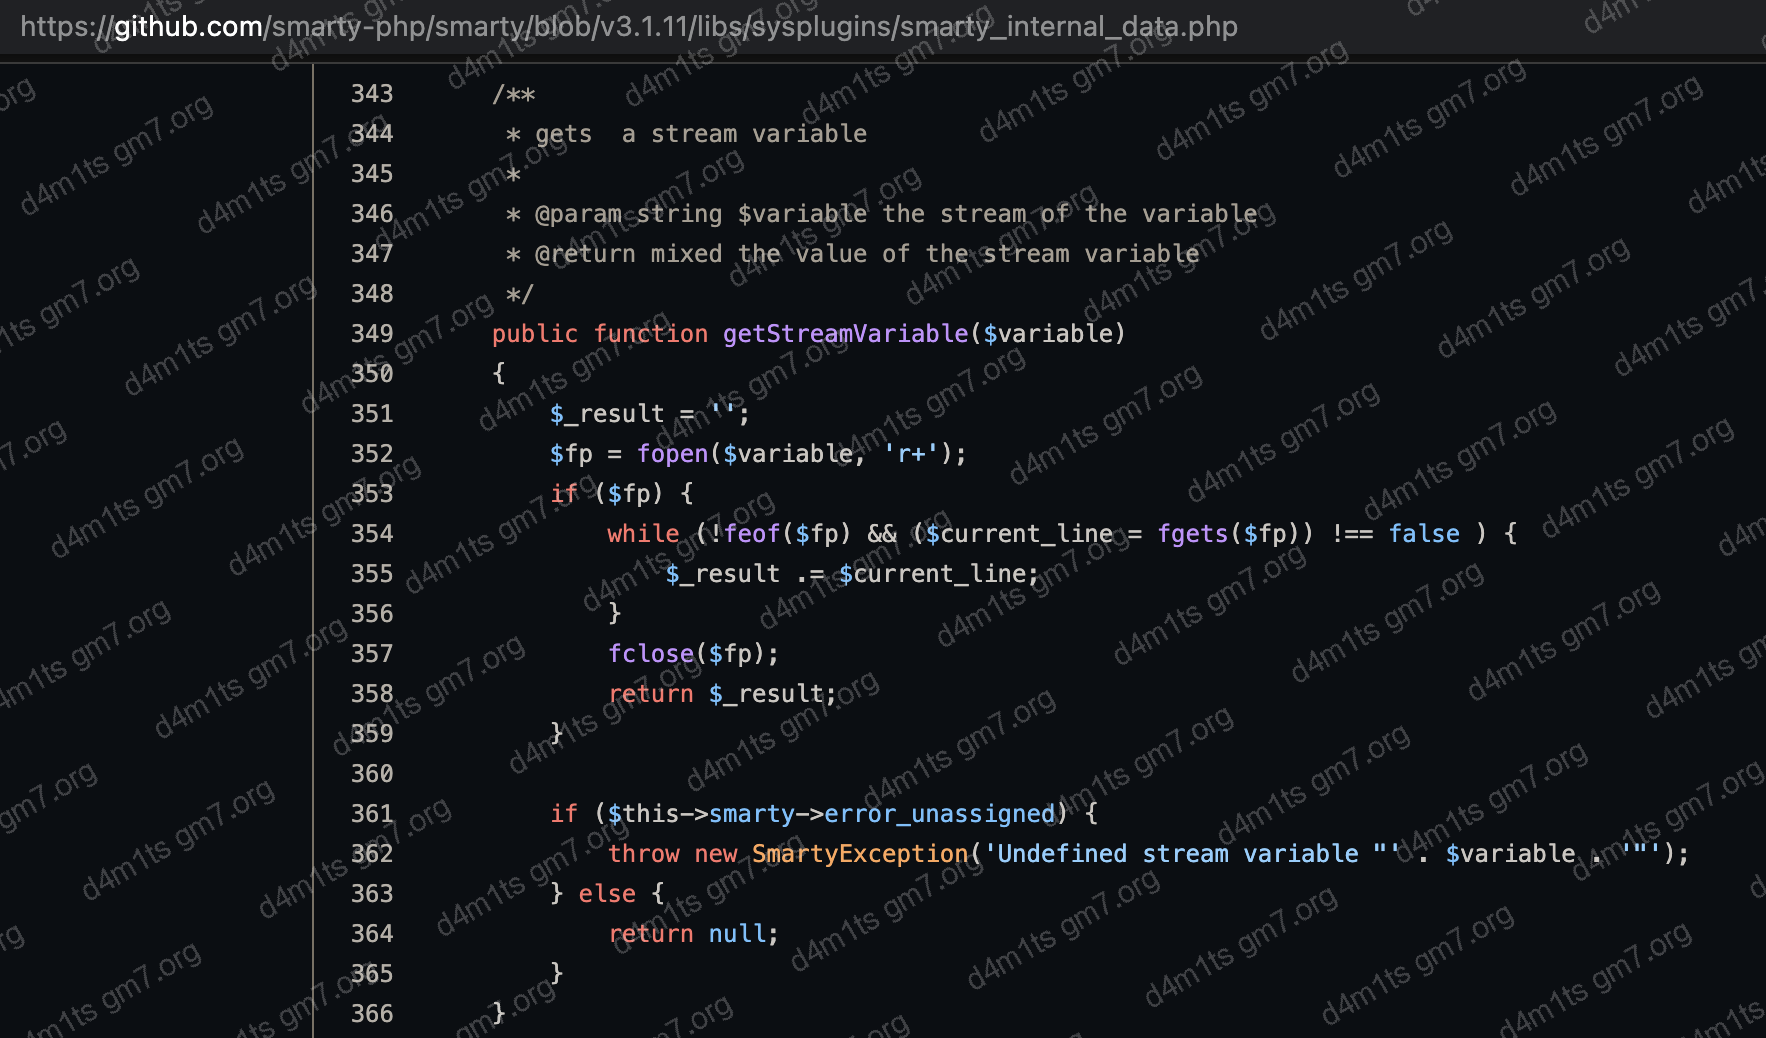 https://github.com/smarty-php/smarty/blob/v3.1.11/libs/sysplugins/smarty_internal_data.php
343 /**
344 * gets  a stream variable
345 *
346 * @param string $variable the stream of the variable
347 * @return mixed the value of the stream variable
348 */
349 public function getStreamVariable($variable)
350 {
351 $_result = '';
352 $fp = fopen($variable, 'r+');
353 if ($fp) {
354 while (!feof($fp) && ($current_line = fgets($fp)) !== false ) {
355 $_result .= $current_line;
356 }
357 fclose($fp);
358 return $_result;
359 }
360
361 if ($this->smarty->error_unassigned) {
362 throw new SmartyException('Undefined stream variable "' . $variable . '"');
363 } else {
364 return null;
365 }
366 }
d4m1ts gm7.org